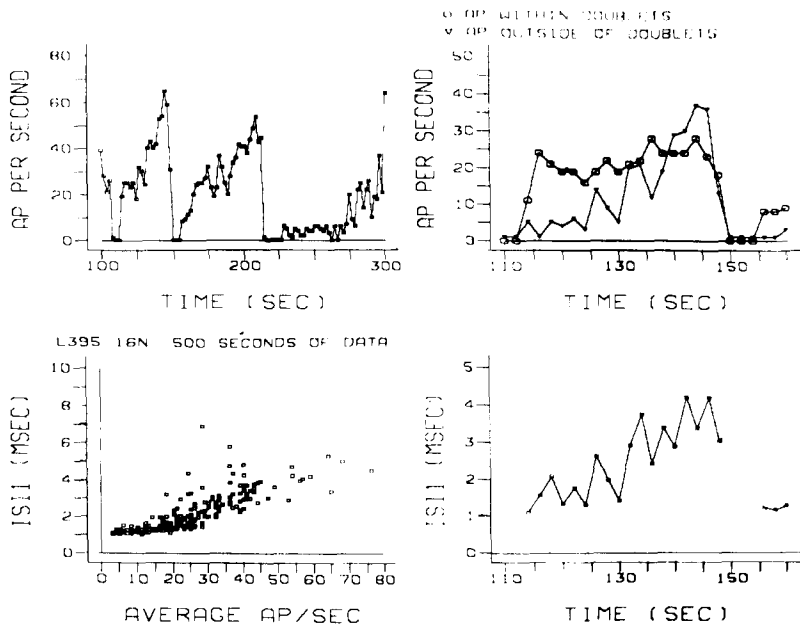 O AP WITHIN DOUBLETS
V AP OUTSIDE OF DOUBLETS
AP PER SECOND
80
60
40
20
0
100
200
300
TIME (SEC)
AP PER SECOND
50
40
30
20
10
0
110
130
150
TIME (SEC)
L395 16N 500 SECONDS OF DATA
ISI1 (MSEC)
10
8
6
4
2
0
0 10 20 30 40 50 60 70 80
AVERAGE AP/SEC
ISI1 (MSEC)
5
4
3
2
1
0
110
130
150
TIME (SEC)